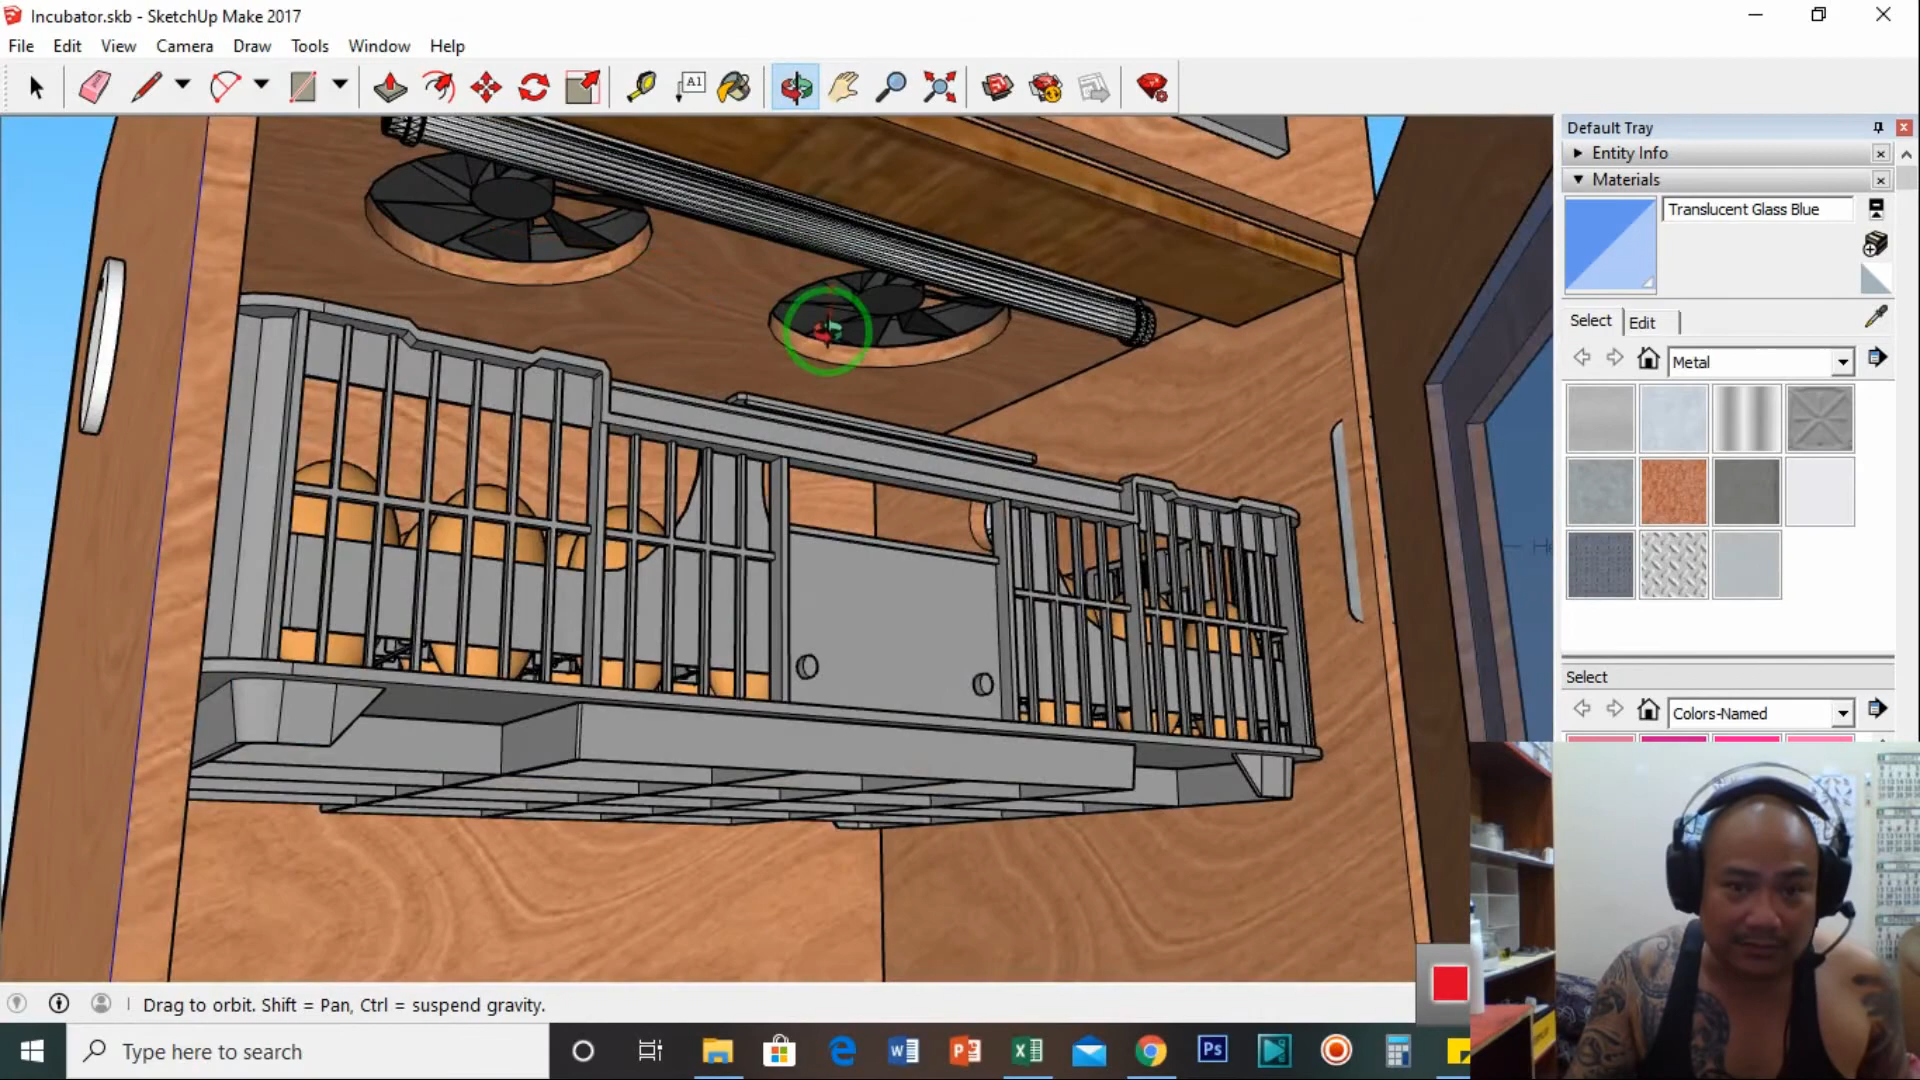 Incubator.skb - SketchUp Make 2017
File Edit View Camera Draw Tools Window Help
A1
Default Tray
Entity Info
Materials
Translucent Glass Blue
Select Edit
Metal
Select
Colors-Named
Drag to orbit. Shift = Pan, Ctrl = suspend gravity.
Type here to search
Ps